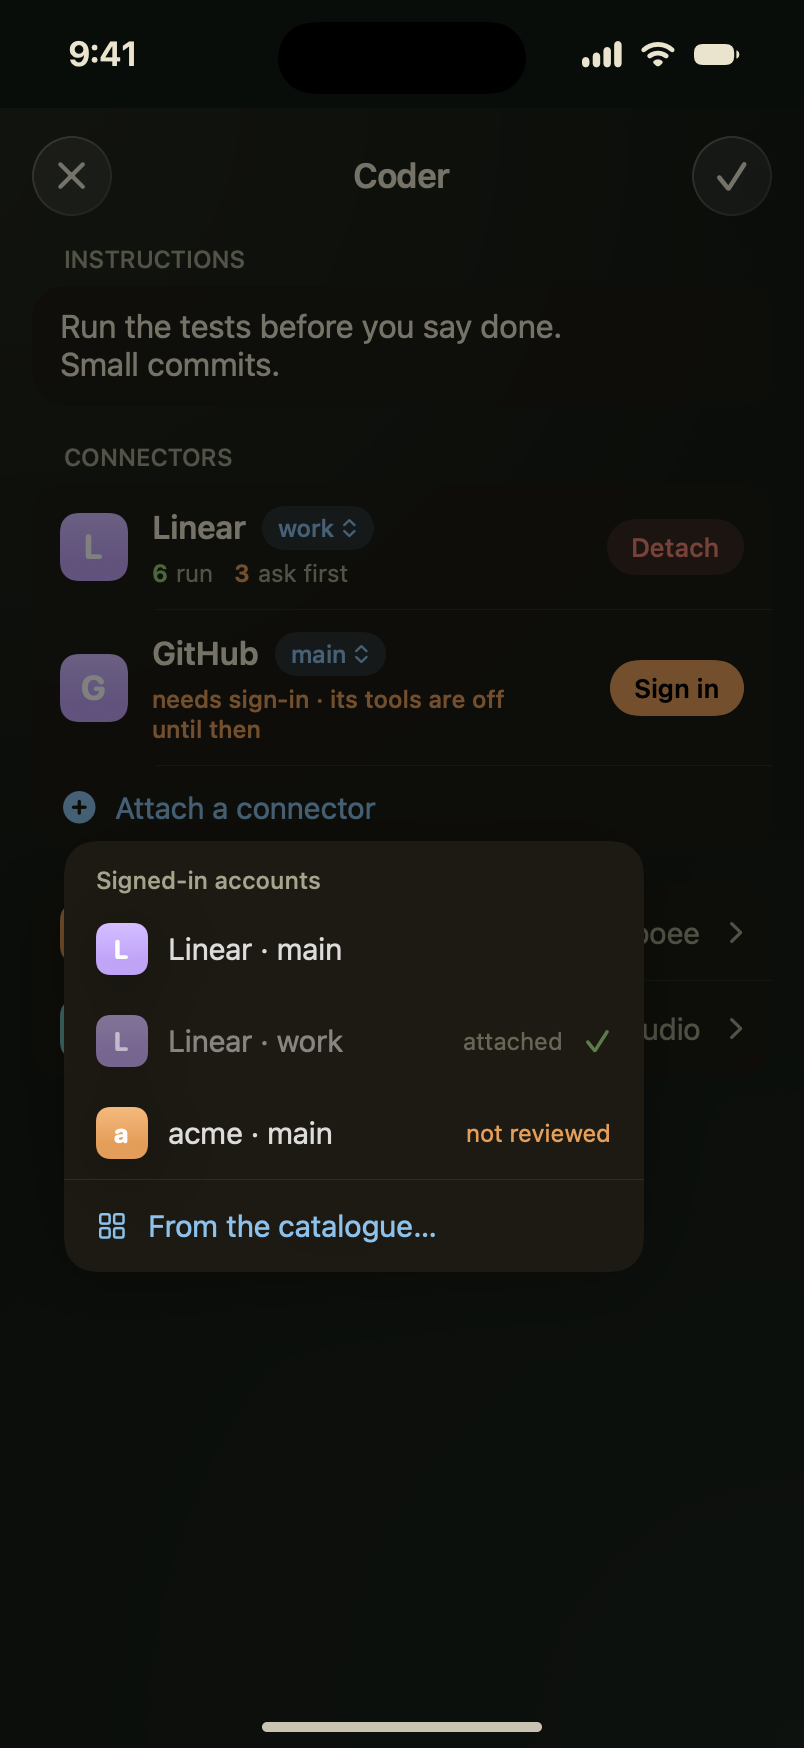 9:41
Coder
INSTRUCTIONS
Run the tests before you say done.
Small commits.
CONNECTORS
L
Linear
work
6 run 3 ask first
Detach
G
GitHub
main
needs sign-in · its tools are off
until then
Sign in
Attach a connector
Signed-in accounts
L
Linear · main
L
Linear · work
attached
a
acme · main
not reviewed
From the catalogue...